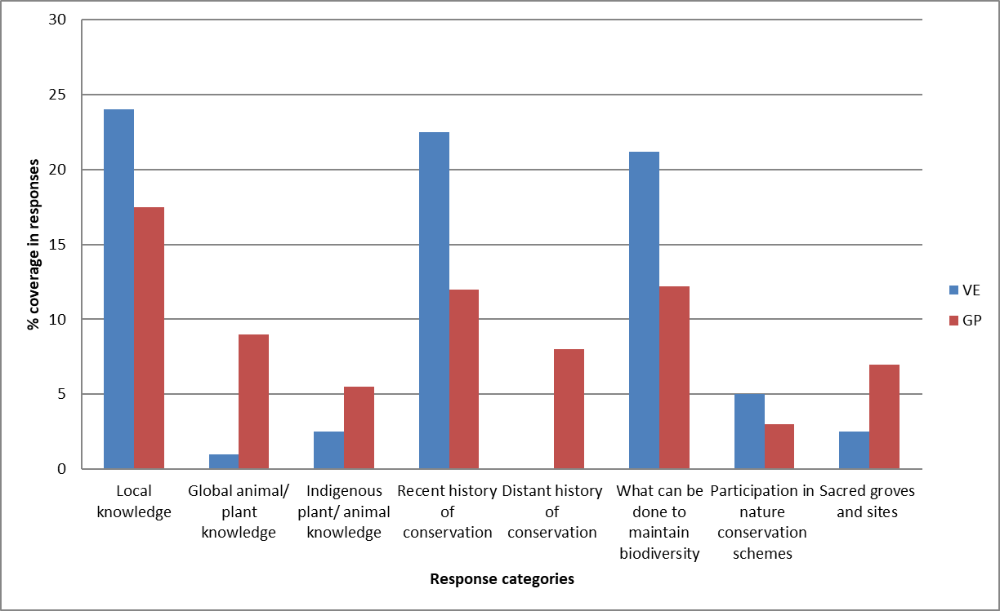 30
25
20
15
10
5
0
% coverage in responses
Local
knowledge
Global animal/
plant
knowledge
Indigenous
plant/ animal
knowledge
Recent history
of
conservation
Distant history
of
conservation
What can be
done to
maintain
biodiversity
Participation in
nature
conservation
schemes
Sacred groves
and sites
Response categories
VE
GP